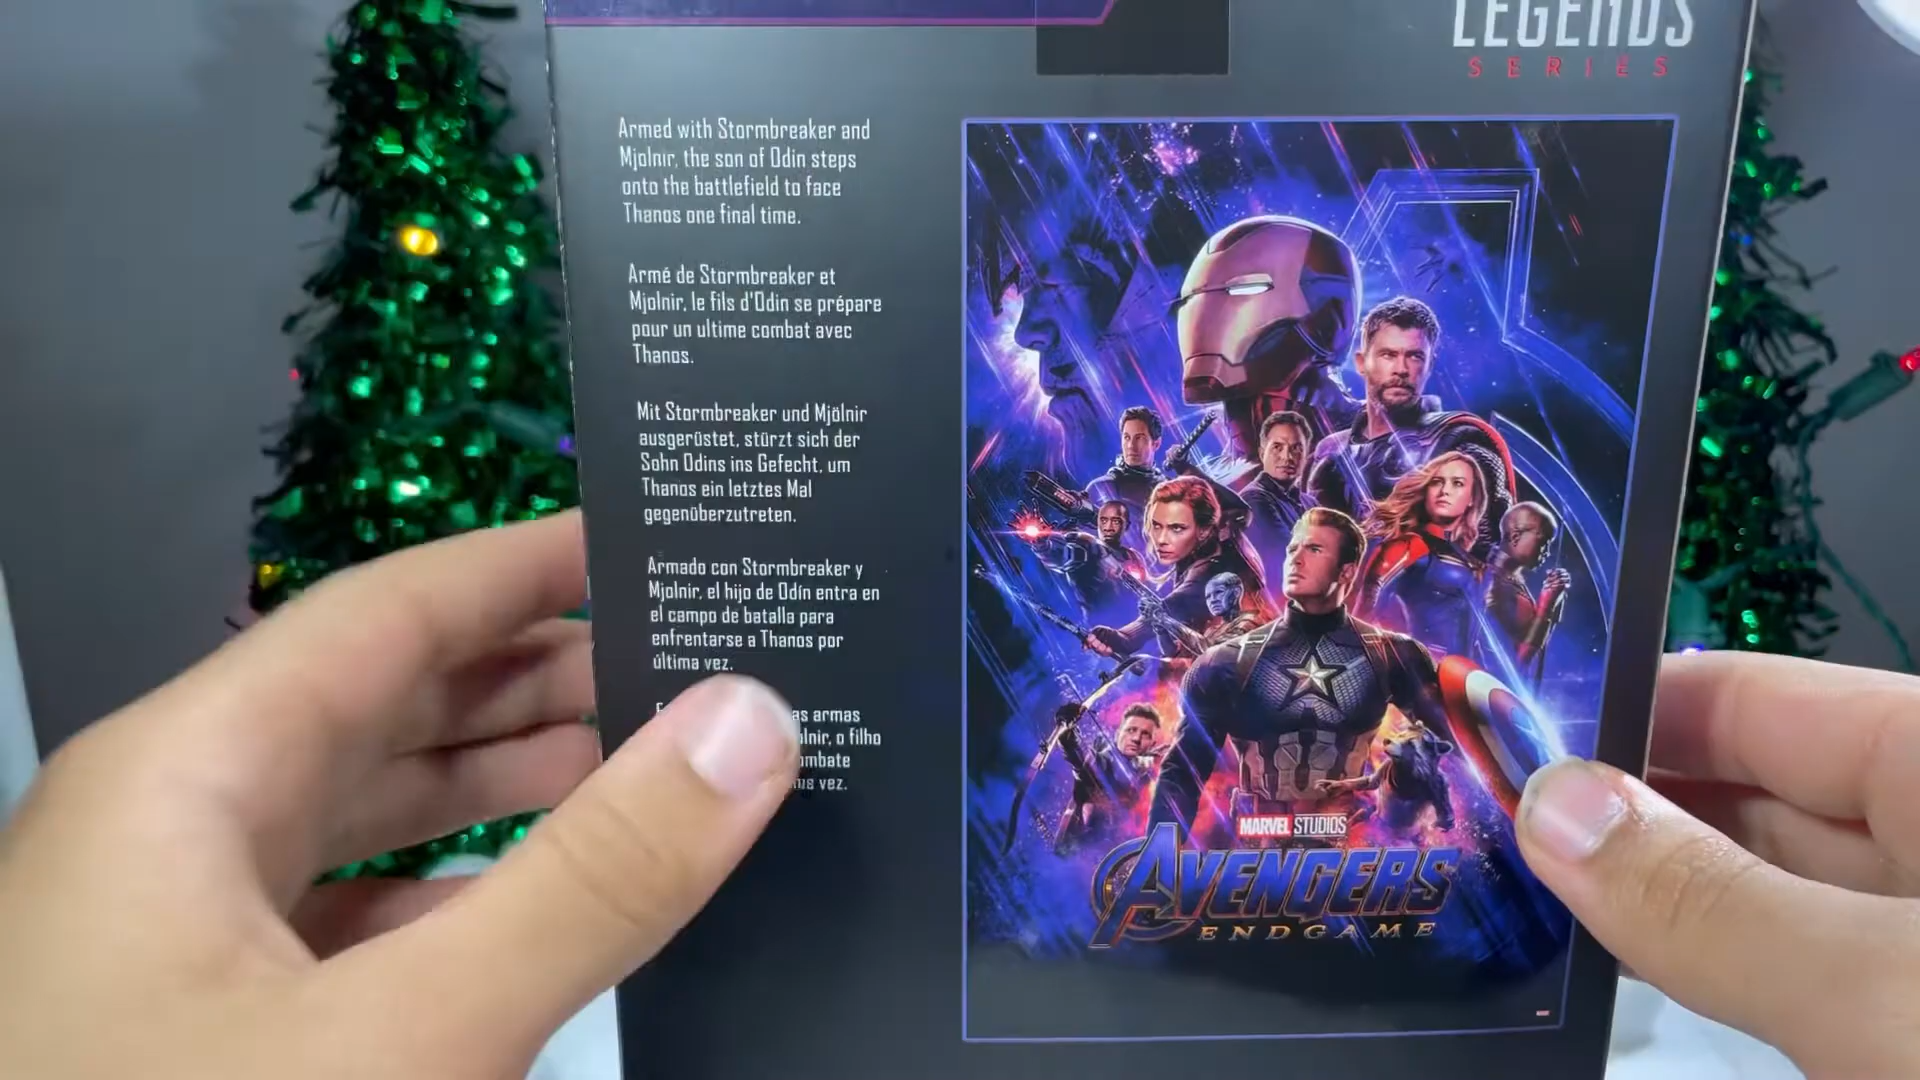 LEGENDS
SERIES
Armed with Stormbreaker and
Mjolnir, the son of Odin steps
onto the battlefield to face
Thanos one final time.
Armé de Stormbreaker et
Mjolnir, le fils d'Odin se prépare
pour un ultime combat avec
Thanos.
Mit Stormbreaker und Mjölnir
ausgerüstet, stürzt sich der
Sohn Odins ins Gefecht, um
Thanos ein letztes Mal
gegenüberzutreten.
Armado con Stormbreaker y
Mjolnir, el hijo de Odín entra en
el campo de batalla para
enfrentarse a Thanos por
última vez.
armas
o filho
vez.
MARVEL STUDIOS
AVENGERS
ENDGAME